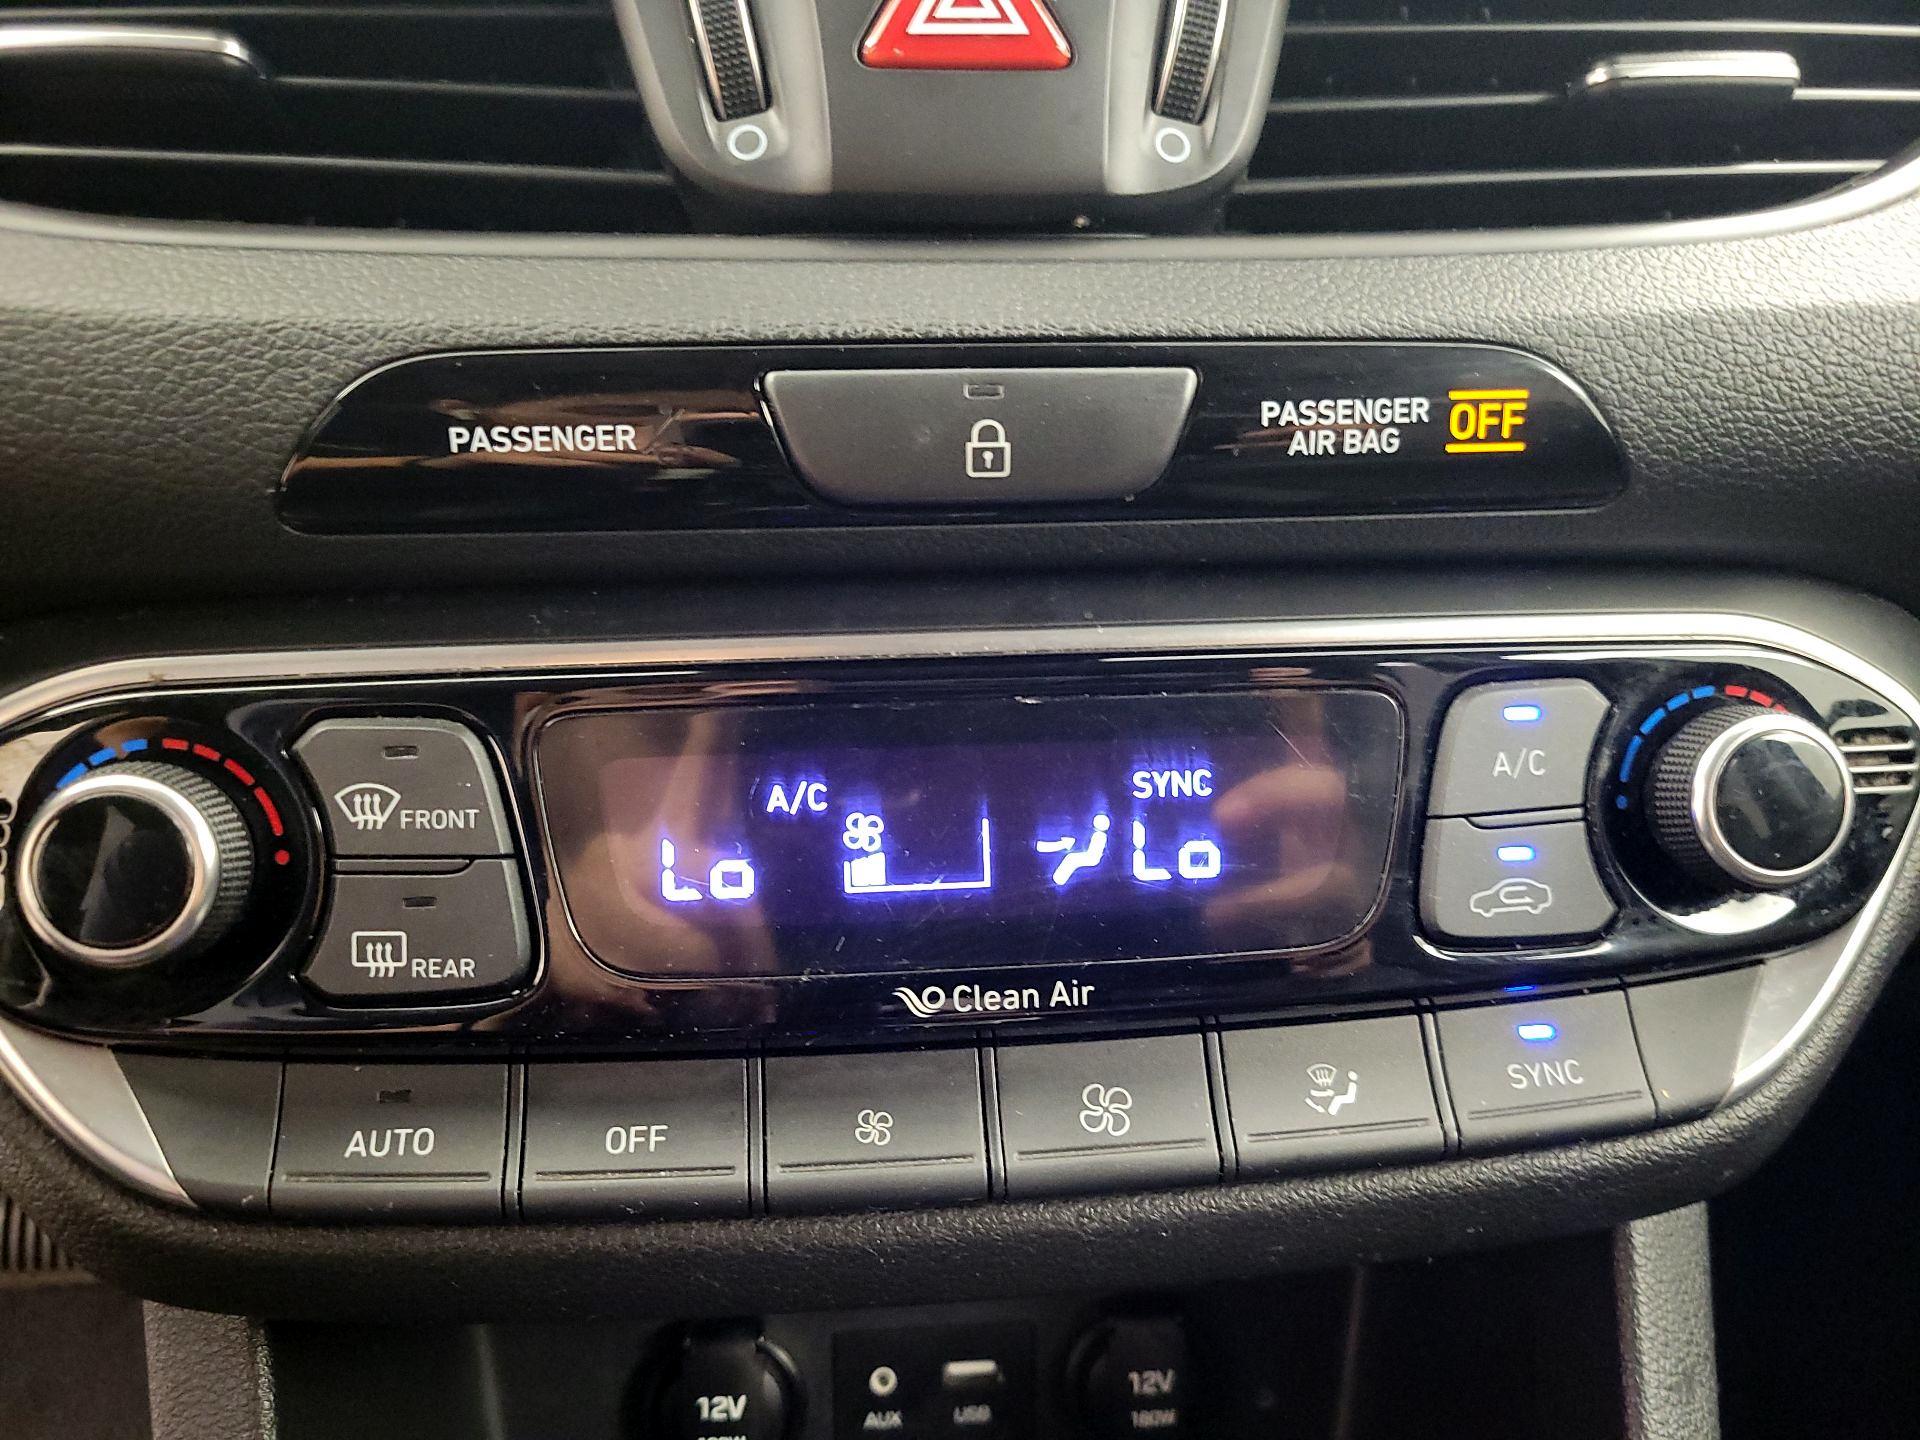 PASSENGER
PASSENGER
AIR BAG
OFF
A/C
SYNC
Lo
Lo
FRONT
REAR
A/C
Clean Air
AUTO
OFF
SYNC
12V
AUX
USB
12V
180W